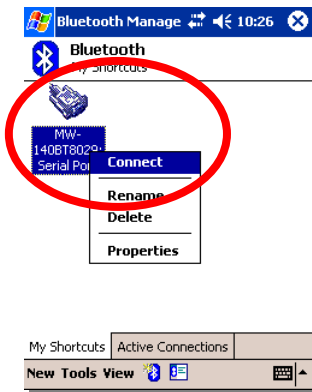 Bluetooth Manage 10:26
Bluetooth
My Shortcuts
MW-
140BT8029
Serial Po
Connect
Rename
Delete
Properties
My Shortcuts Active Connections
New Tools View